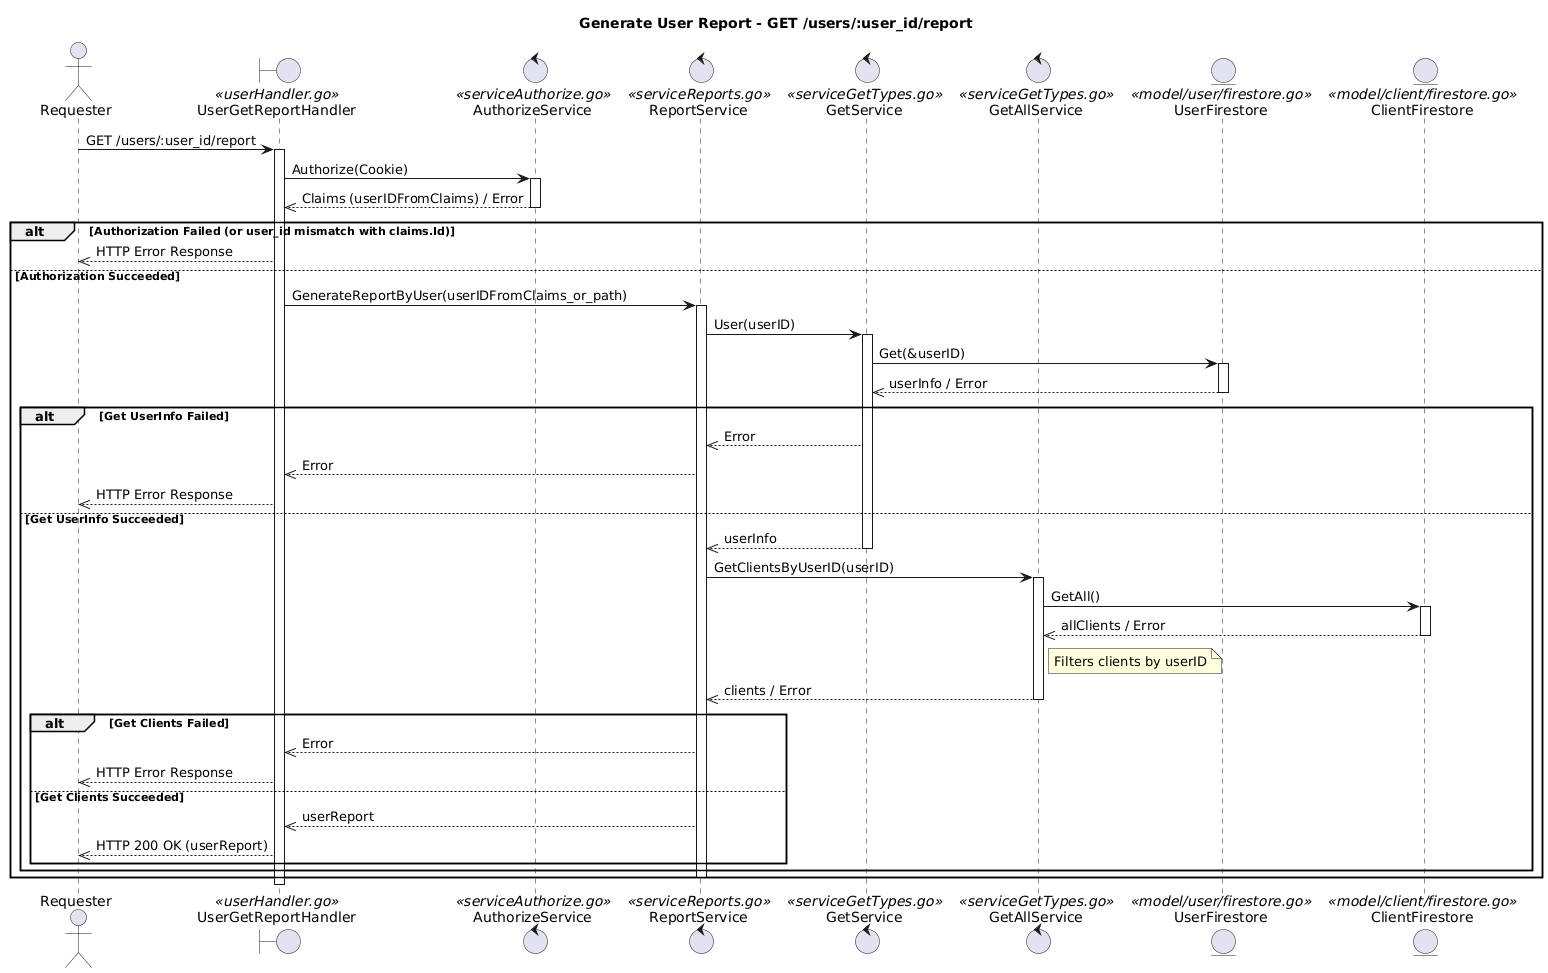 Generate User Report - GET /users/:user_id/report
«userHandler.go» «serviceAuthorize.go» «serviceReports.go» «serviceGetTypes.go» «serviceGetTypes.go» «model/user/firestore.go» «model/client/firestore.go»
Requester UserGetReportHandler AuthorizeService ReportService GetService GetAllService UserFirestore ClientFirestore
GET /users/:user_id/report
Authorize(Cookie)
Claims (userIDFromClaims) / Error
alt [Authorization Failed (or user_id mismatch with claims.Id)]
HTTP Error Response
[Authorization Succeeded]
GenerateReportByUser(userIDFromClaims_or_path)
User(userID)
Get(&userID)
userInfo / Error
alt [Get UserInfo Failed]
Error
Error
HTTP Error Response
[Get UserInfo Succeeded]
userInfo
GetClientsByUserID(userID)
GetAll()
allClients / Error
Filters clients by userID
clients / Error
alt [Get Clients Failed]
Error
HTTP Error Response
[Get Clients Succeeded]
userReport
HTTP 200 OK (userReport)
Requester «userHandler.go» «serviceAuthorize.go» «serviceReports.go» «serviceGetTypes.go» «serviceGetTypes.go» «model/user/firestore.go» «model/client/firestore.go»
UserGetReportHandler AuthorizeService ReportService GetService GetAllService UserFirestore ClientFirestore